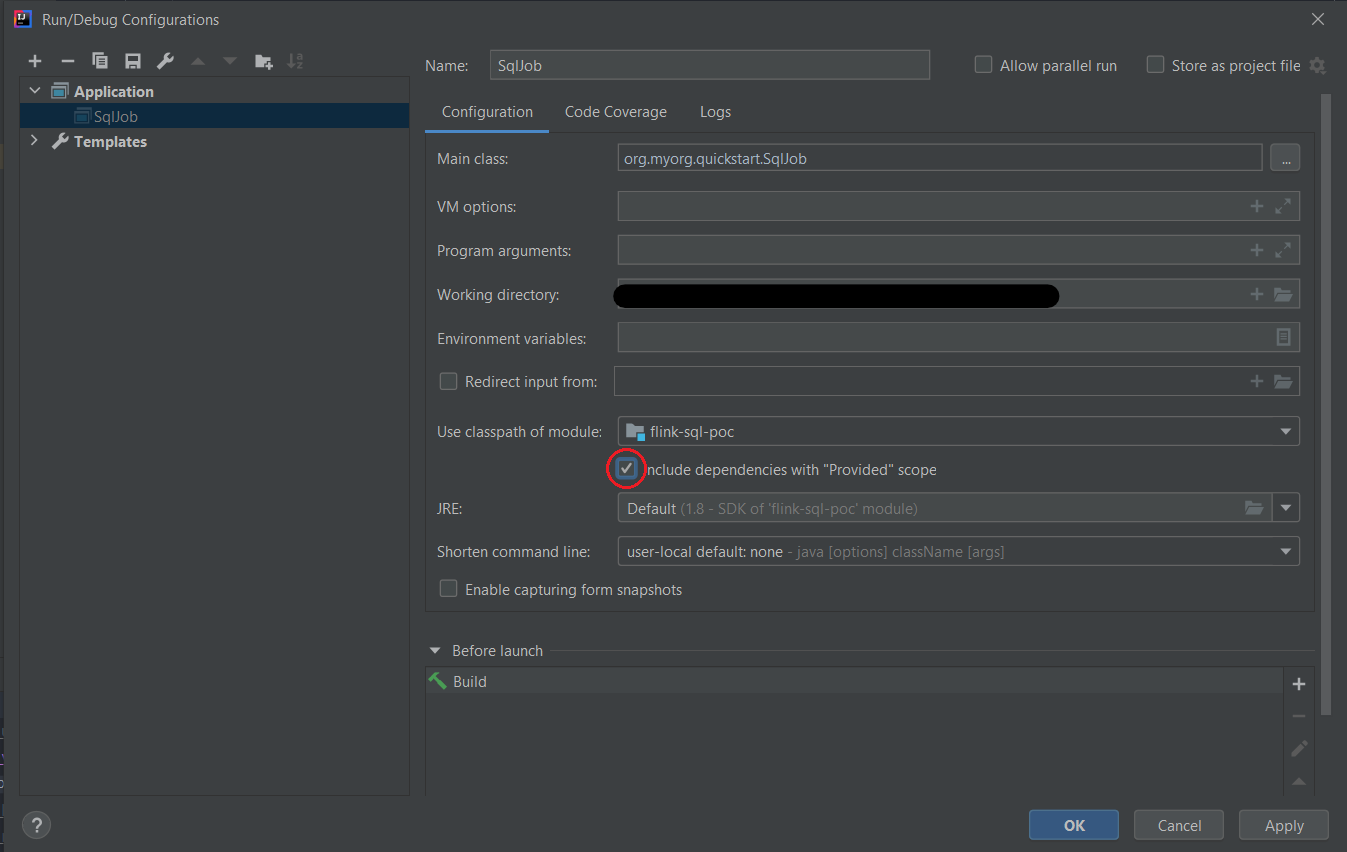 Run/Debug Configurations
Application
SqlJob
Templates
Name: SqlJob
Allow parallel run
Store as project file
Configuration Code Coverage Logs
Main class: org.myorg.quickstart.SqlJob ...
VM options:
Program arguments:
Working directory:
Environment variables:
Redirect input from:
Use classpath of module: flink-sql-poc
Include dependencies with "Provided" scope
JRE: Default (1.8 - SDK of 'flink-sql-poc' module)
Shorten command line: user-local default: none - java [options] className [args]
Enable capturing form snapshots
Before launch
Build
? OK Cancel Apply